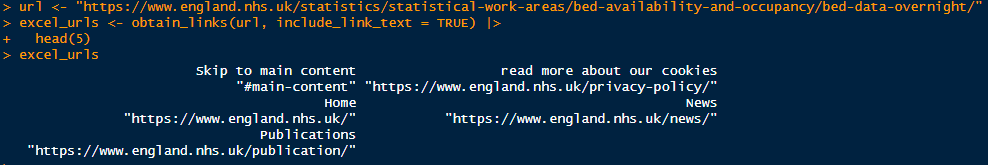 > url <- "https://www.england.nhs.uk/statistics/statistical-work-areas/bed-availability-and-occupancy/bed-data-overnight/"
> excel_urls <- obtain_links(url, include_link_text = TRUE) |>
+   head(5)
> excel_urls
                        Skip to main content                    read more about our cookies
                             "#main-content" "https://www.england.nhs.uk/privacy-policy/"
                                        Home                                           News
               "https://www.england.nhs.uk/"           "https://www.england.nhs.uk/news/"
                                Publications
   "https://www.england.nhs.uk/publication/"